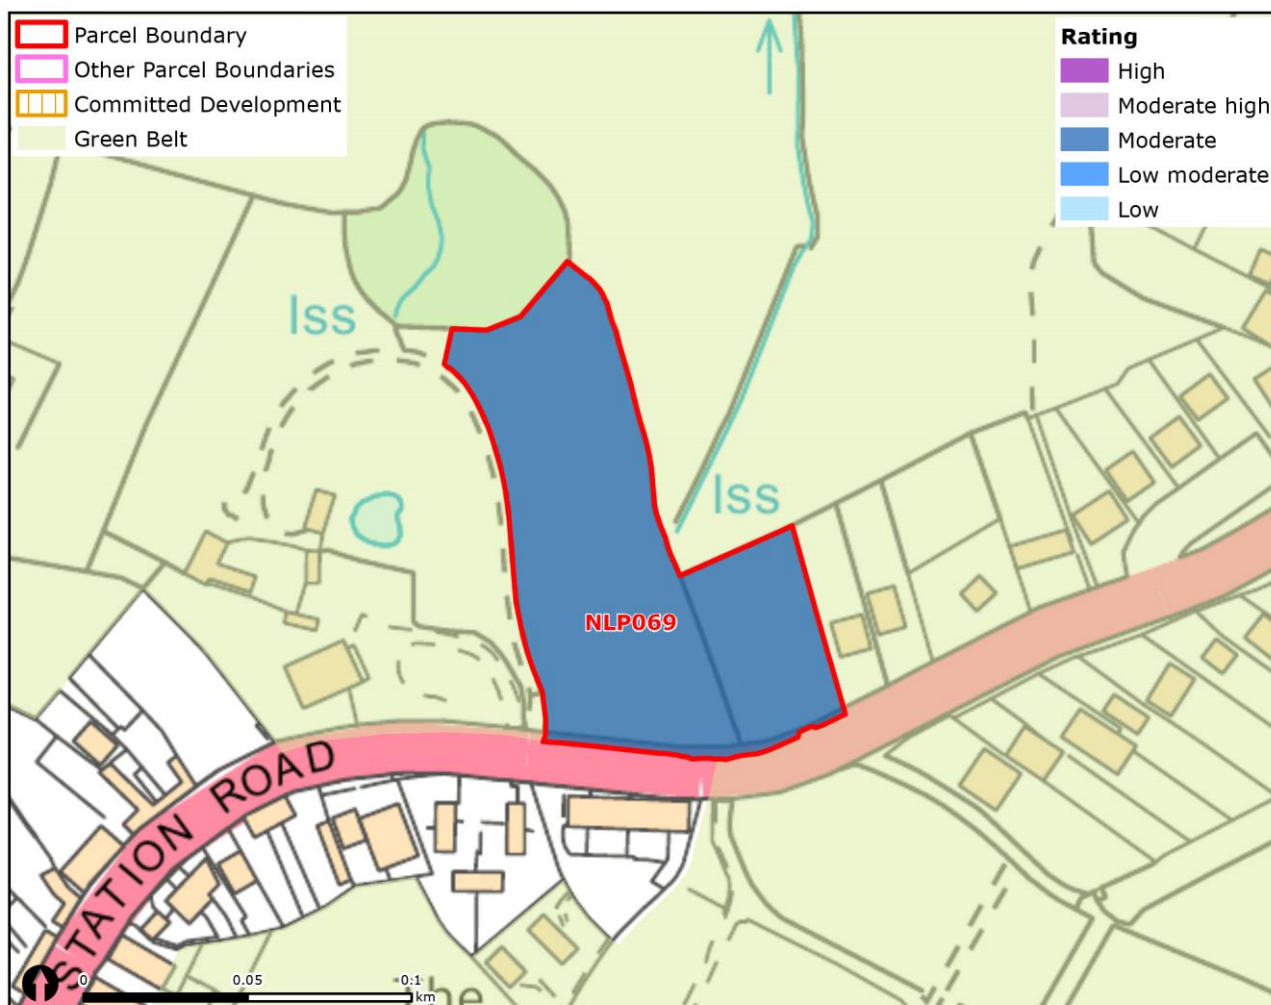 Parcel Boundary
Other Parcel Boundaries
Committed Development
Green Belt
Rating
High
Moderate high
Moderate
Low moderate
Low
Iss
Iss
NLP069
STATION ROAD
0 0.05 0.1
km